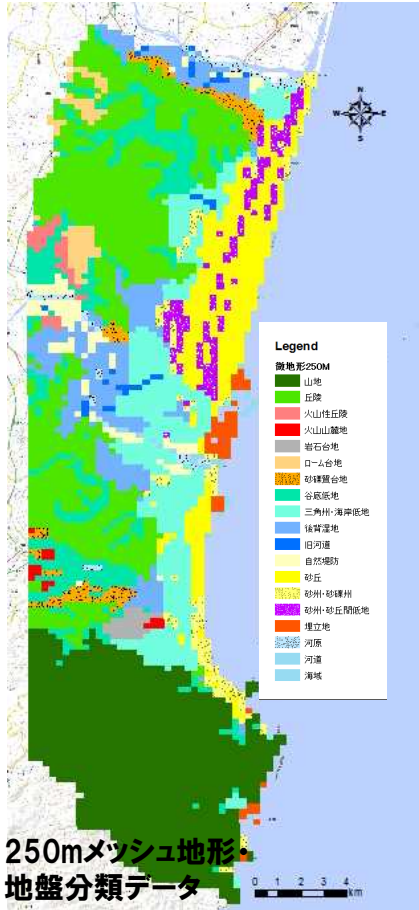 N
W E
S
Legend
微地形250M
山地
丘陵
火山性丘陵
火山山麓地
岩石台地
ローム台地
砂礫質台地
谷底低地
三角州・海岸低地
後背湿地
旧河道
自然堤防
砂丘
砂州・砂礫州
砂州・砂丘間低地
埋立地
河原
河道
海域
250mメッシュ地形・
地盤分類データ
0 1 2 3 4
km